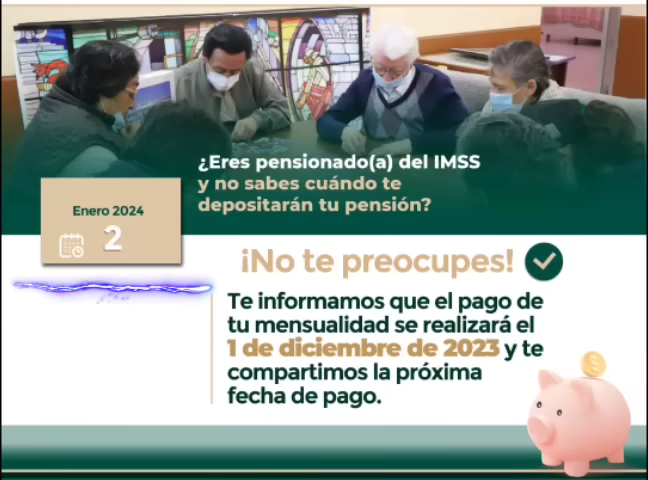 ¿Eres pensionado(a) del IMSS
y no sabes cuándo te
depositarán tu pensión?
Enero 2024
2
¡No te preocupes!
Te informamos que el pago de
tu mensualidad se realizará el
1 de diciembre de 2023 y te
compartimos la próxima
fecha de pago.